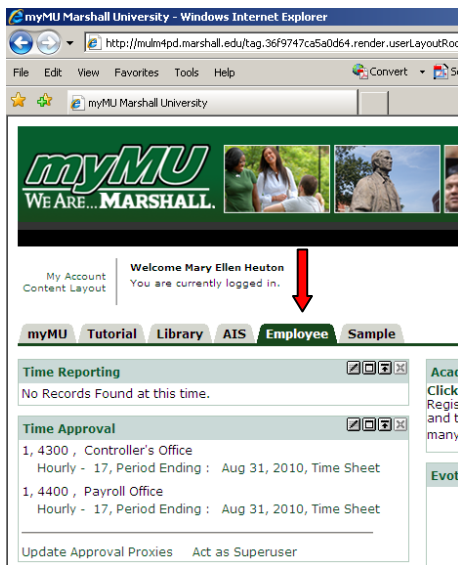 myMU Marshall University - Windows Internet Explorer
http://mulm4pd.marshall.edu/tag.36f9747ca5a0d64.render.userLayoutRoo
File Edit View Favorites Tools Help Convert
myMU Marshall University
myMU
WE ARE... MARSHALL.
My Account
Content Layout
Welcome Mary Ellen Heuton
You are currently logged in.
myMU Tutorial Library AIS Employee Sample
Time Reporting
No Records Found at this time.
Time Approval
1, 4300 , Controller's Office
Hourly - 17, Period Ending : Aug 31, 2010, Time Sheet
1, 4400 , Payroll Office
Hourly - 17, Period Ending : Aug 31, 2010, Time Sheet
Update Approval Proxies Act as Superuser
Acad
Click
Regis
and t
many
Evot